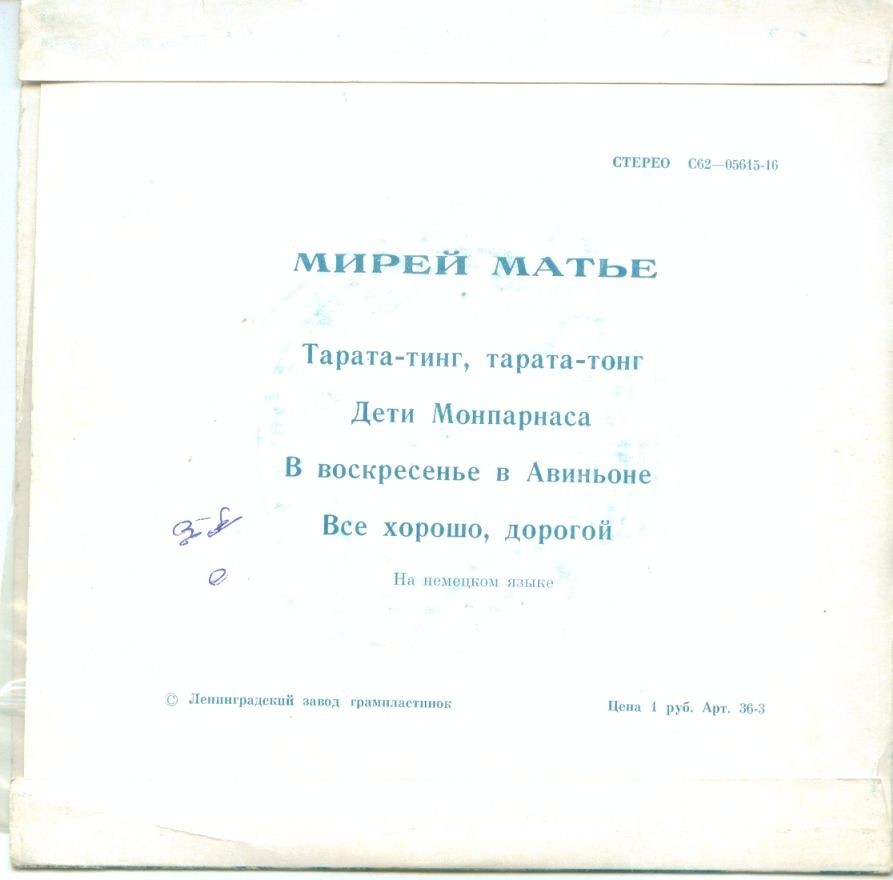 СТЕРЕО С62—05615-16
МИРЕЙ МАТЬЕ
Тарата-тинг, тарата-тонг
Дети Монпарнаса
В воскресенье в Авиньоне
Все хорошо, дорогой
На немецком языке
© Ленинградский завод грампластинок
Цена 1 руб. Арт. 36-3